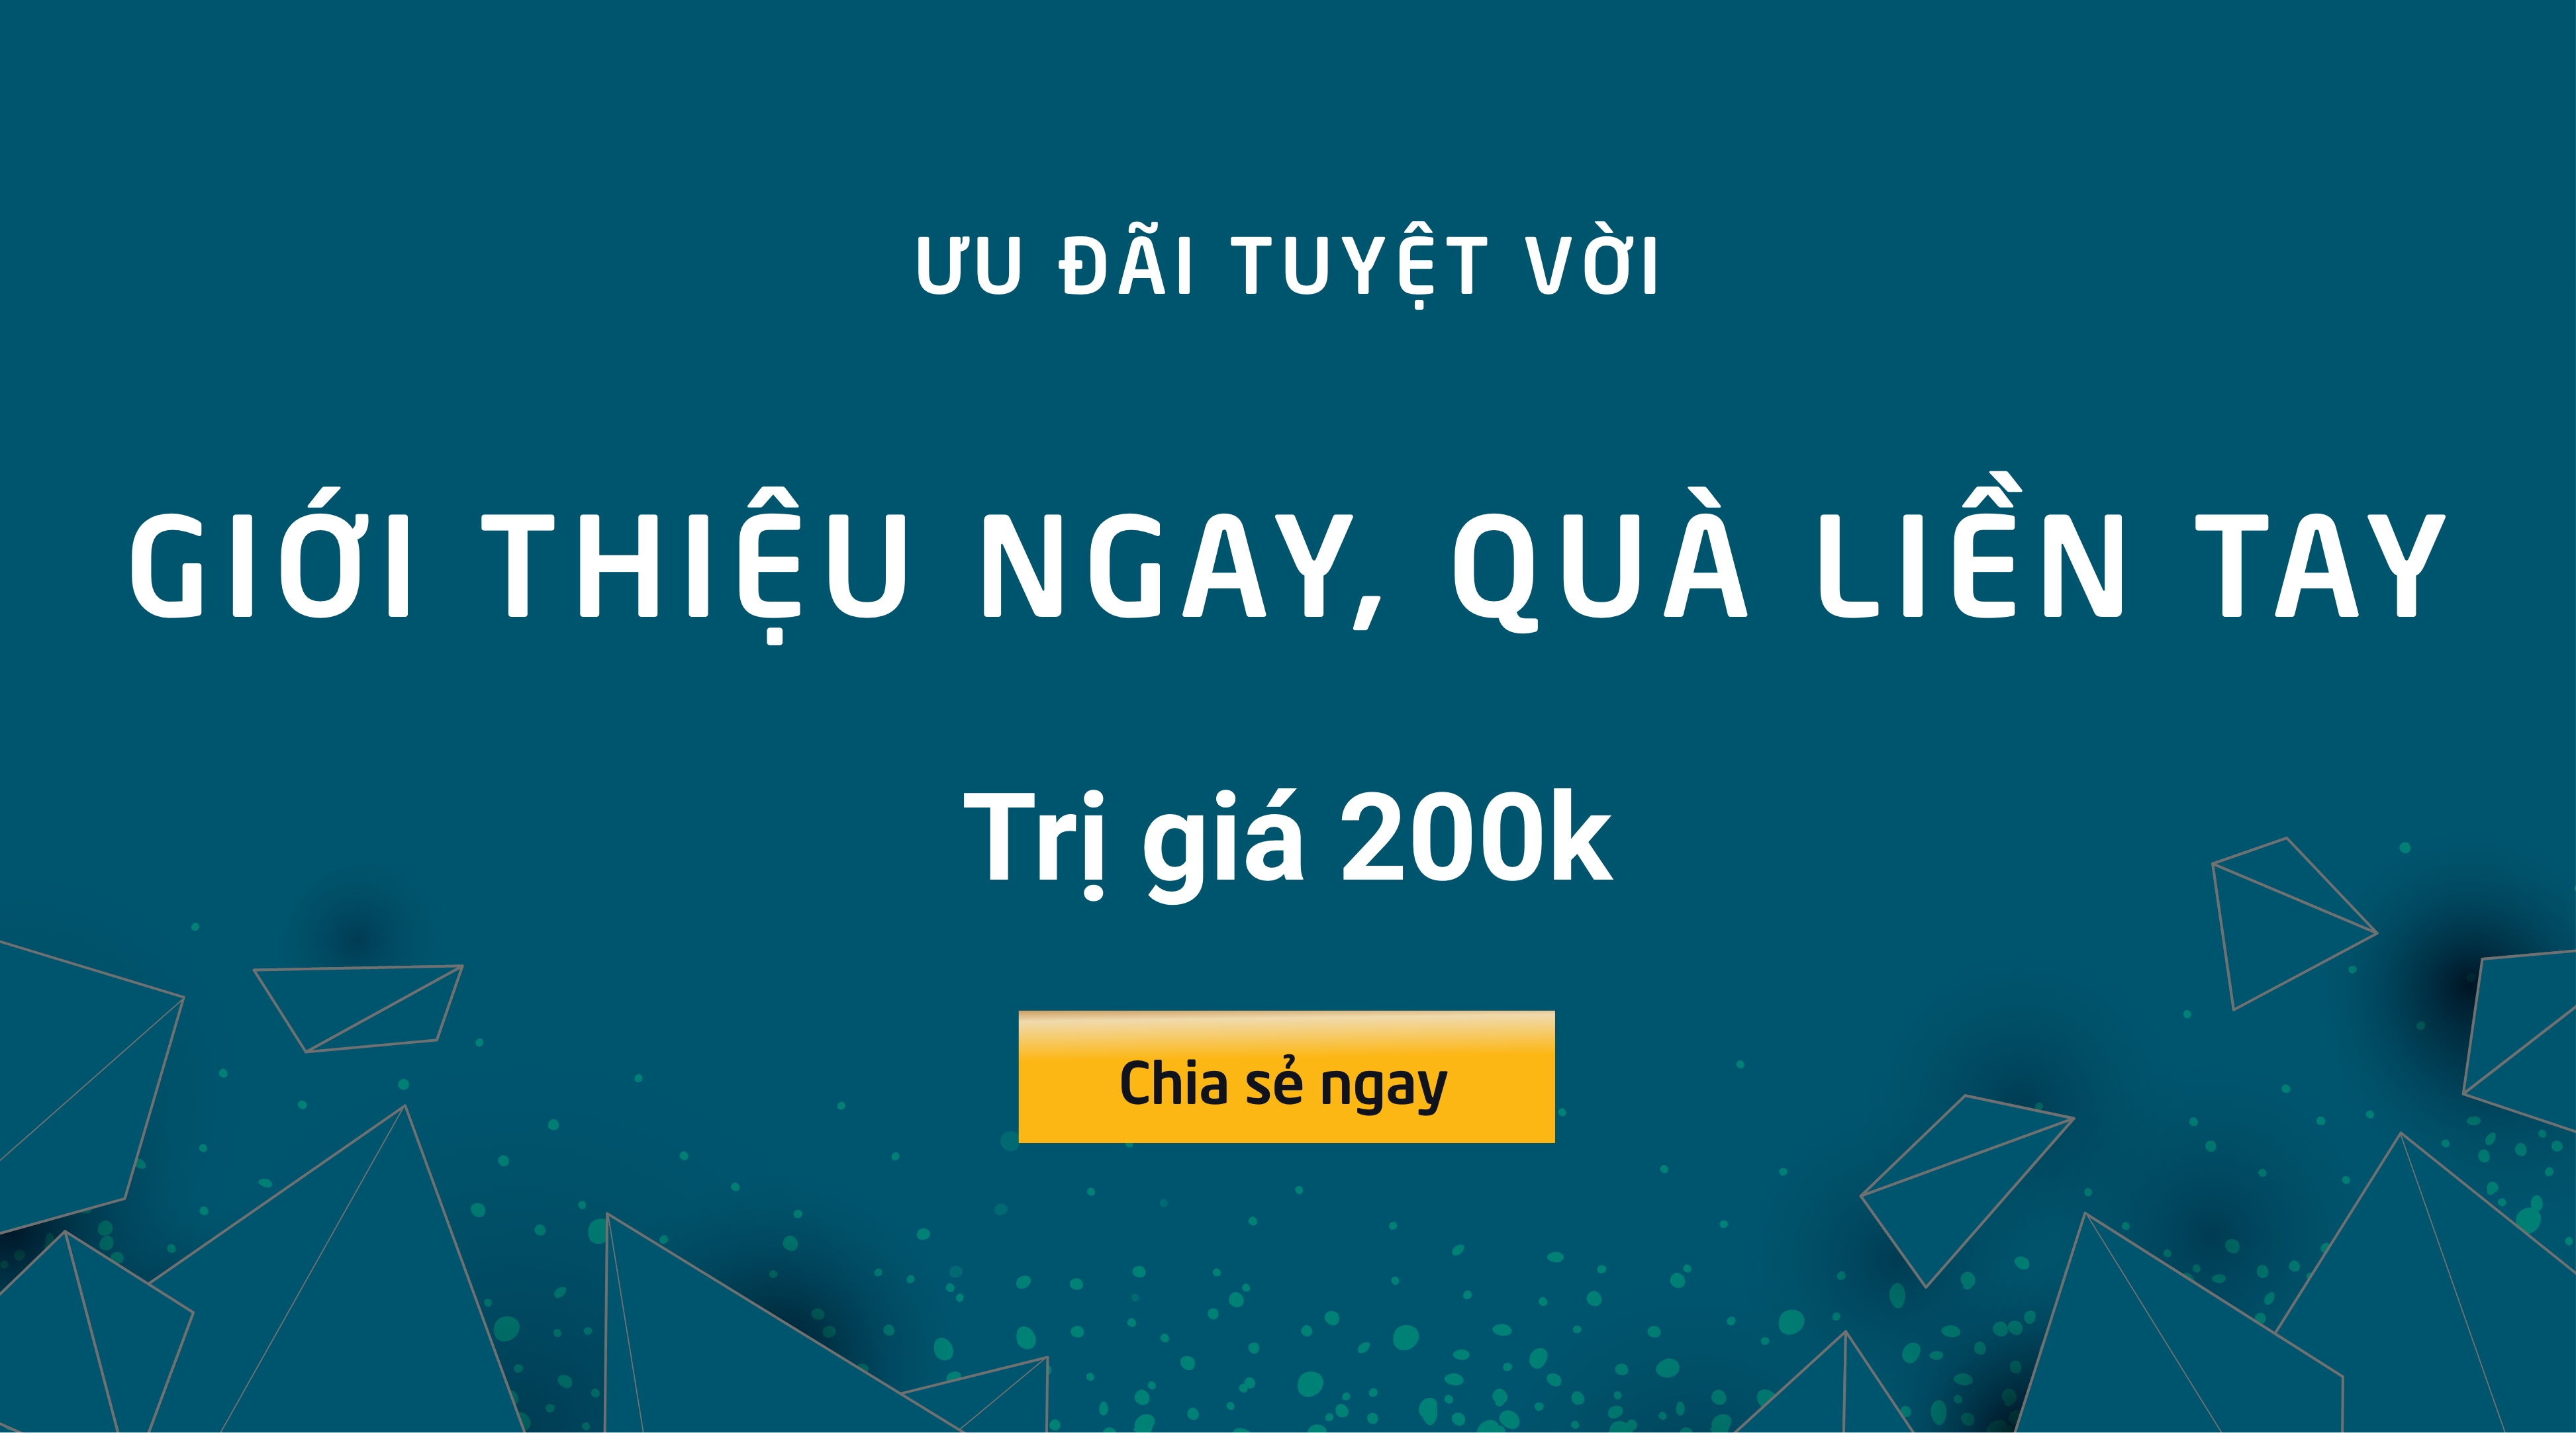 ƯU ĐÃI TUYỆT VỜI
GIỚI THIỆU NGAY, QUÀ LIỀN TAY
Trị giá 200k
Chia sẻ ngay